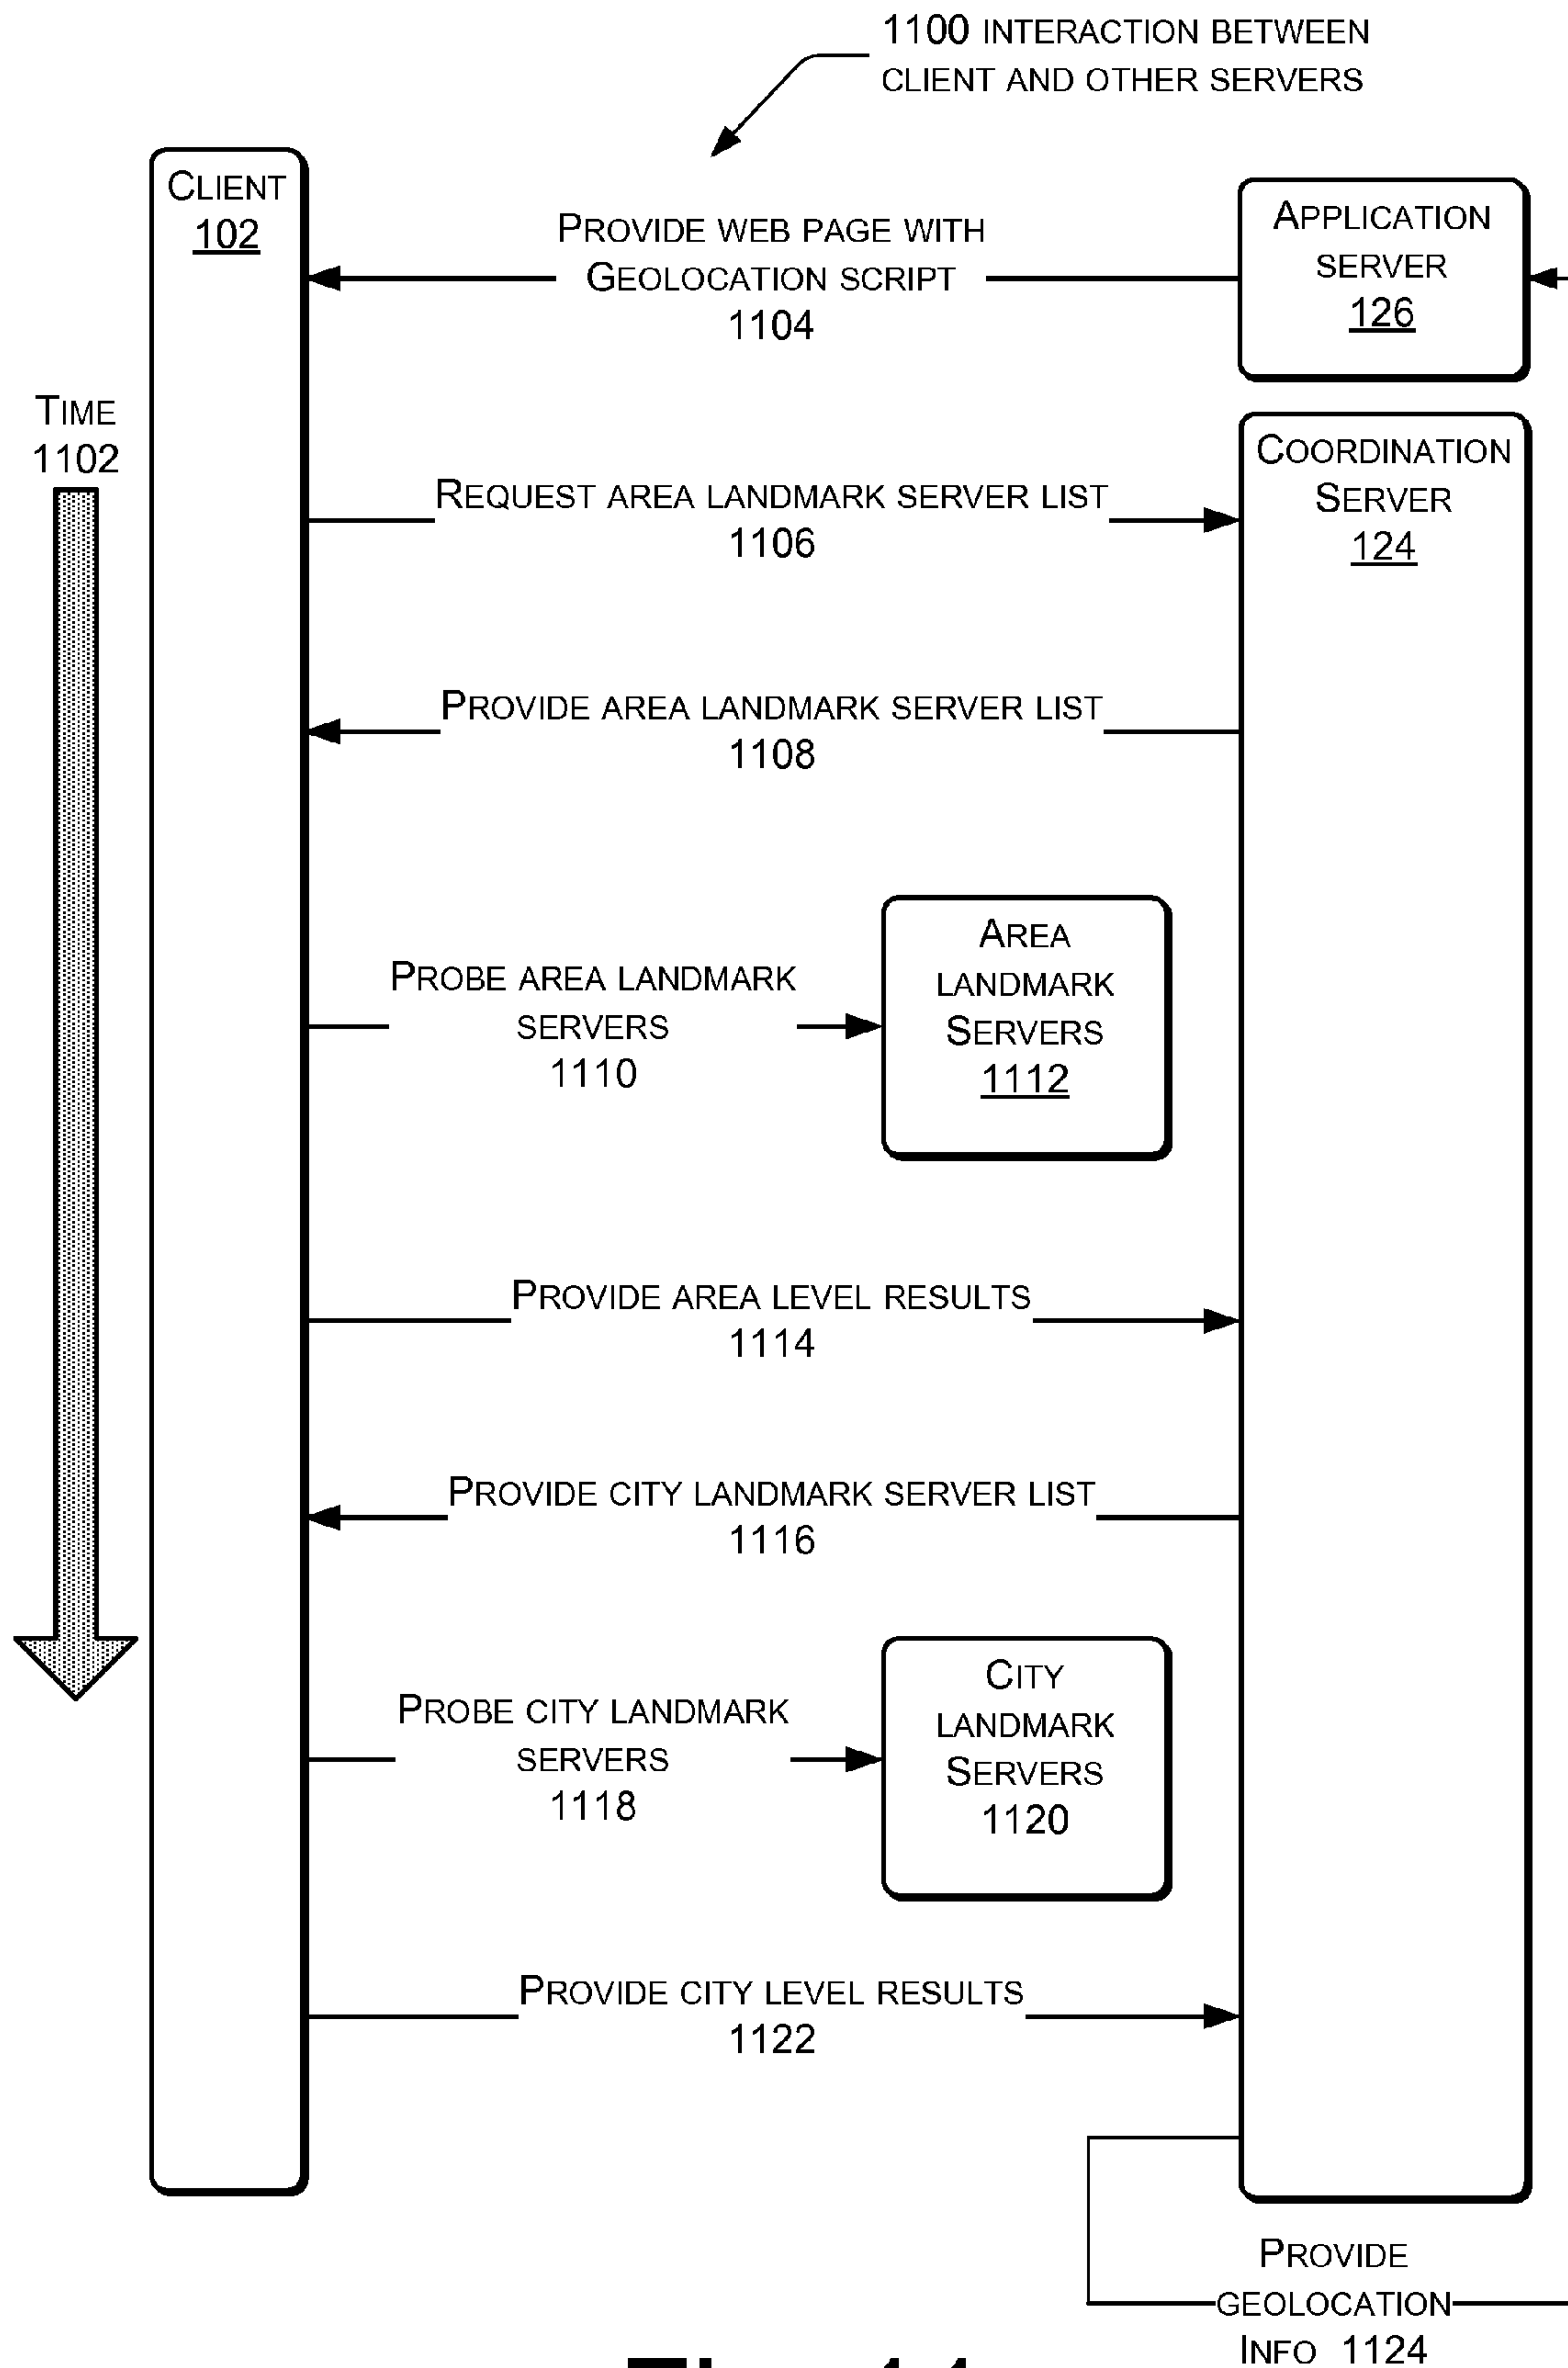 1100 INTERACTION BETWEEN
CLIENT AND OTHER SERVERS
CLIENT
102
PROVIDE WEB PAGE WITH
GEOLOCATION SCRIPT
1104
APPLICATION
SERVER
126
TIME
1102
COORDINATION
SERVER
124
REQUEST AREA LANDMARK SERVER LIST
1106
PROVIDE AREA LANDMARK SERVER LIST
1108
PROBE AREA LANDMARK
SERVERS
1110
AREA
LANDMARK
SERVERS
1112
PROVIDE AREA LEVEL RESULTS
1114
PROVIDE CITY LANDMARK SERVER LIST
1116
PROBE CITY LANDMARK
SERVERS
1118
CITY
LANDMARK
SERVERS
1120
PROVIDE CITY LEVEL RESULTS
1122
PROVIDE
GEOLOCATION
INFO 1124